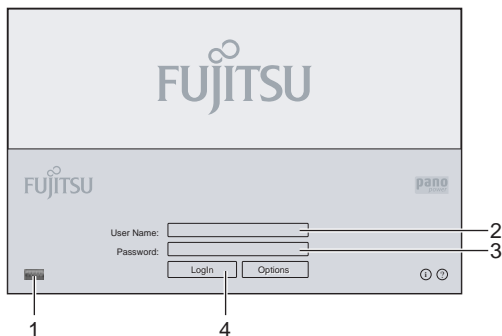 FUJITSU
FUJITSU
pano
User Name:
2
Password:
3
LogIn
Options
i
?
1
4